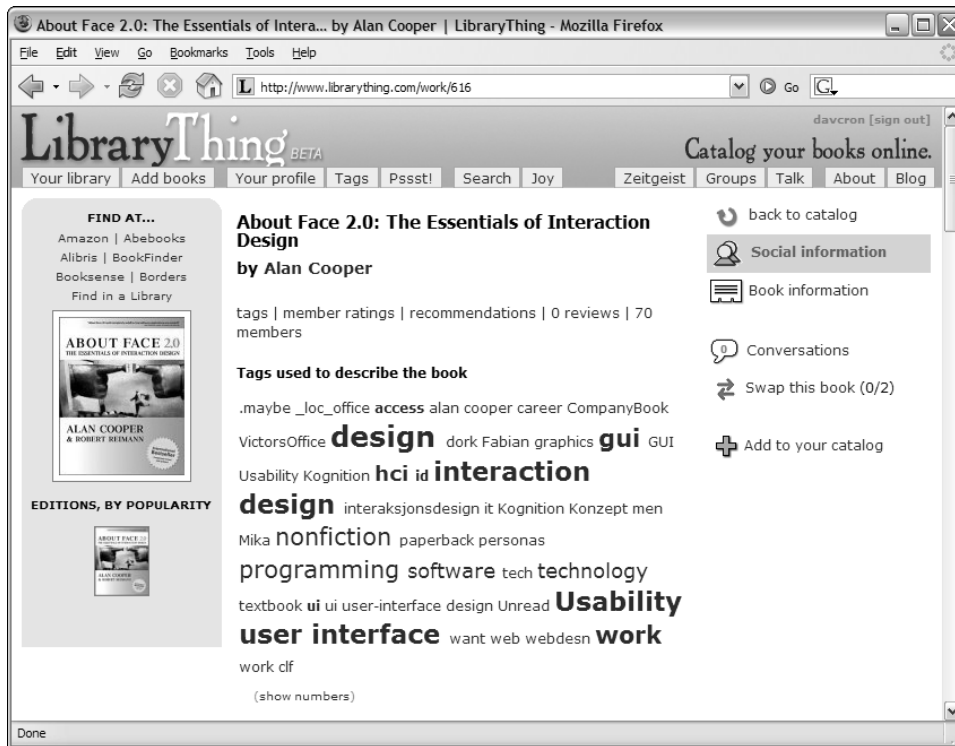 About Face 2.0: The Essentials of Intera... by Alan Cooper | LibraryThing - Mozilla Firefox
File Edit View Go Bookmarks Tools Help
L http://www.librarything.com/work/616 Go G
davcron [sign out]
LibraryThing BETA
Catalog your books online.
Your library Add books Your profile Tags Pssst! Search Joy Zeitgeist Groups Talk About Blog
FIND AT...
Amazon | Abebooks
Alibris | BookFinder
Booksense | Borders
Find in a Library
ABOUT FACE 2.0
THE ESSENTIALS OF INTERACTION DESIGN
ALAN COOPER
& ROBERT REIMANN
International
Bestseller
EDITIONS, BY POPULARITY
ABOUT FACE 2.0
About Face 2.0: The Essentials of Interaction
Design
by Alan Cooper
tags | member ratings | recommendations | 0 reviews | 70
members
Tags used to describe the book
.maybe _loc_office access alan cooper career CompanyBook
VictorsOffice design dork Fabian graphics gui GUI
Usability Kognition hci id interaction
design interaksjonsdesign it Kognition Konzept men
Mika nonfiction paperback personas
programming software tech technology
textbook ui ui user-interface design Unread Usability
user interface want web webdesn work
work clf
(show numbers)
back to catalog
Social information
Book information
0 Conversations
Swap this book (0/2)
Add to your catalog
Done